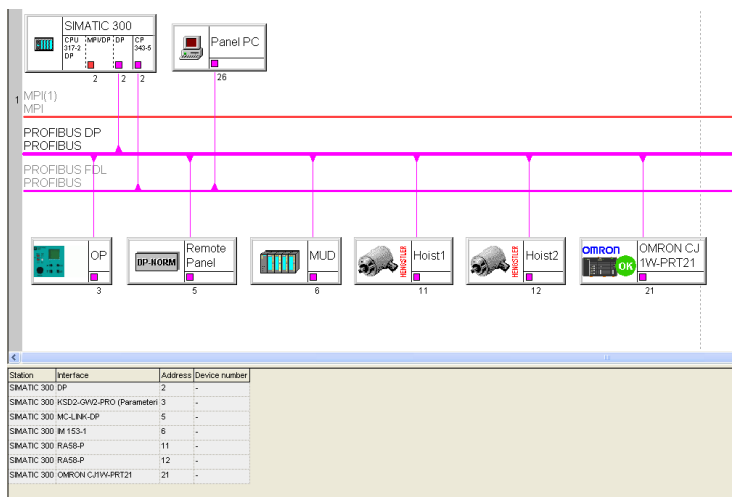 SIMATIC 300
CPU 317-2 DP
MPI/DP
DP
CP 343-5
2
2
2
Panel PC
26
1
MPI(1)
MPI
PROFIBUS DP
PROFIBUS
PROFIBUS FDL
PROFIBUS
OP
3
DP-NORM
Remote
Panel
5
MUD
6
HENGSTLER
Hoist1
11
HENGSTLER
Hoist2
12
OMRON
OK
OMRON CJ
1W-PRT21
21
Station Interface Address Device number
SIMATIC 300 DP 2 -
SIMATIC 300 KSD2-GW2-PRO (Parameteri 3 -
SIMATIC 300 MC-LINK-DP 5 -
SIMATIC 300 IM 153-1 6 -
SIMATIC 300 RA58-P 11 -
SIMATIC 300 RA58-P 12 -
SIMATIC 300 OMRON CJ1W-PRT21 21 -